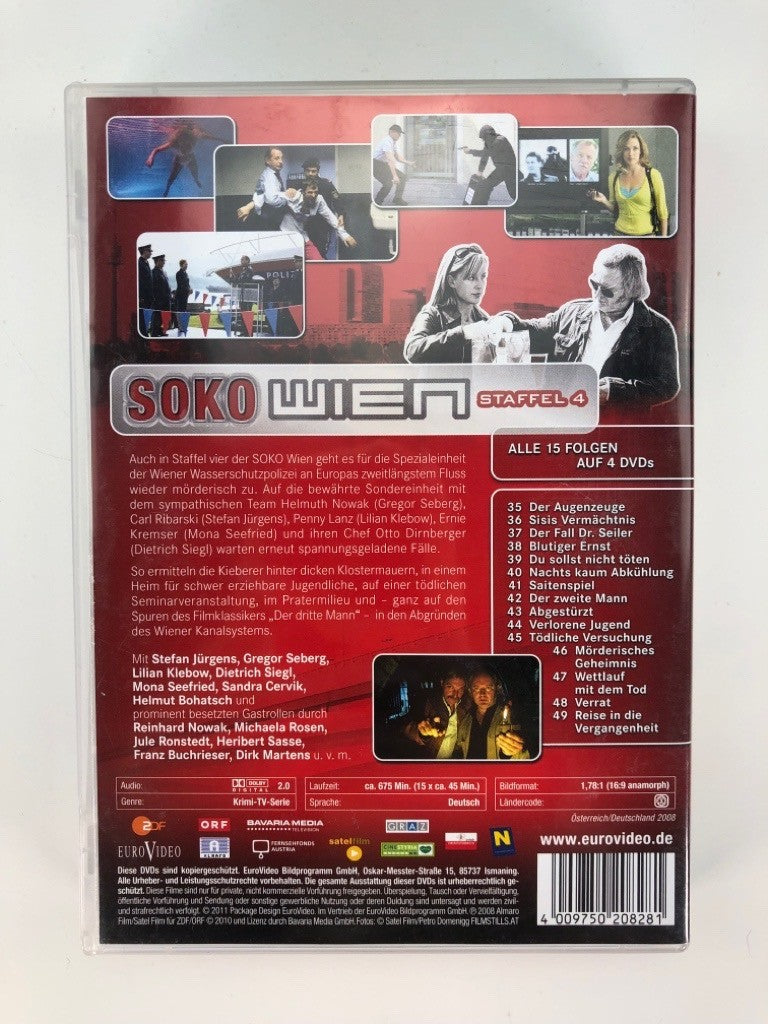 POLIZEI
SOKO WIEN STAFFEL 4
Auch in Staffel vier der SOKO Wien geht es für die Spezialeinheit
der Wiener Wasserschutzpolizei an Europas zweitlängstem Fluss
wieder mörderisch zu. Auf die bewährte Sondereinheit mit
dem sympathischen Team Helmuth Nowak (Gregor Seberg),
Carl Ribarski (Stefan Jürgens), Penny Lanz (Lilian Klebow), Ernie
Kremser (Mona Seefried) und ihren Chef Otto Dirnberger
(Dietrich Siegl) warten erneut spannungsgeladene Fälle.
So ermitteln die Kieberer hinter dicken Klostermauern, in einem
Heim für schwer erziehbare Jugendliche, auf einer tödlichen
Seminarveranstaltung, im Pratermilieu und - ganz auf den
Spuren des Filmklassikers „Der dritte Mann" - in den Abgründen
des Wiener Kanalsystems.
Mit Stefan Jürgens, Gregor Seberg,
Lilian Klebow, Dietrich Siegl,
Mona Seefried, Sandra Cervik,
Helmut Bohatsch und
prominent besetzten Gastrollen durch
Reinhard Nowak, Michaela Rosen,
Jule Ronstedt, Heribert Sasse,
Franz Buchrieser, Dirk Martens u. v. m.
ALLE 15 FOLGEN
AUF 4 DVDs
35 Der Augenzeuge
36 Sisis Vermächtnis
37 Der Fall Dr. Seiler
38 Blutiger Ernst
39 Du sollst nicht töten
40 Nachts kaum Abkühlung
41 Saitenspiel
42 Der zweite Mann
43 Abgestürzt
44 Verlorene Jugend
45 Tödliche Versuchung
46 Mörderisches
Geheimnis
47 Wettlauf
mit dem Tod
48 Verrat
49 Reise in die
Vergangenheit
Audio: DOLBY DIGITAL 2.0
Laufzeit: ca. 675 Min. (15 x ca. 45 Min.)
Bildformat: 1,78:1 (16:9 anamorph)
Genre: Krimi-TV-Serie
Sprache: Deutsch
Ländercode:
Österreich/Deutschland 2008
ZDF ORF BAVARIA MEDIA TELEVISION GRAZ
EUROVIDEO FERNSEHFONDS AUSTRIA satelfilm CINESTYRIA N
www.eurovideo.de
Diese DVDs sind kopiergeschützt. EuroVideo Bildprogramm GmbH, Oskar-Messter-Straße 15, 85737 Ismaning.
Alle Urheber- und Leistungsschutzrechte vorbehalten. Die gesamte Ausstattung dieser DVDs ist urheberrechtlich ge-
schützt. Diese Filme sind nur für private, nicht kommerzielle Vorführung freigegeben. Überspielung, Tausch oder Vervielfältigung,
öffentliche Vorführung und Sendung oder sonstige gewerbliche Nutzung oder deren Duldung sind untersagt und werden zivil-
und strafrechtlich verfolgt. © 2011 Package Design EuroVideo. Im Vertrieb der EuroVideo Bildprogramm GmbH. ℗ 2008 Almaro
Film/Satel Film für ZDF/ORF © 2010 und Lizenz durch Bavaria Media GmbH. Fotos: © Satel Film/Petro Domenigg FILMSTILLS.AT
4 009750 208281